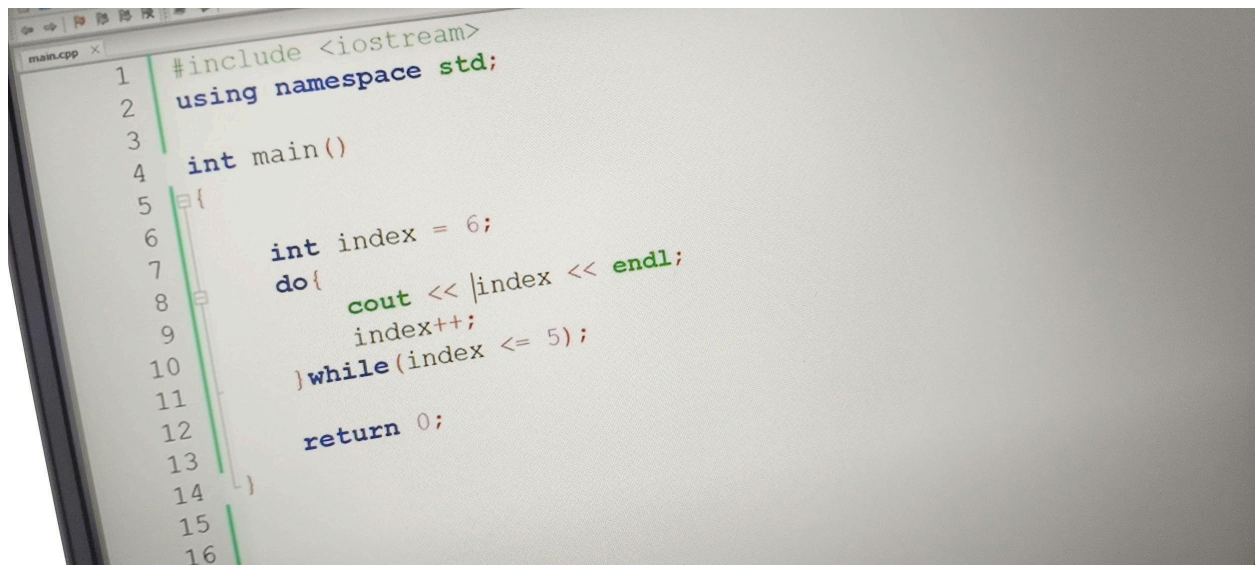 main.cpp ×
1 #include <iostream>
2 using namespace std;
3
4 int main()
5 {
6
7 int index = 6;
8 do{
9 cout << index << endl;
10 index++;
11 }while(index <= 5);
12
13 return 0;
14 }
15
16